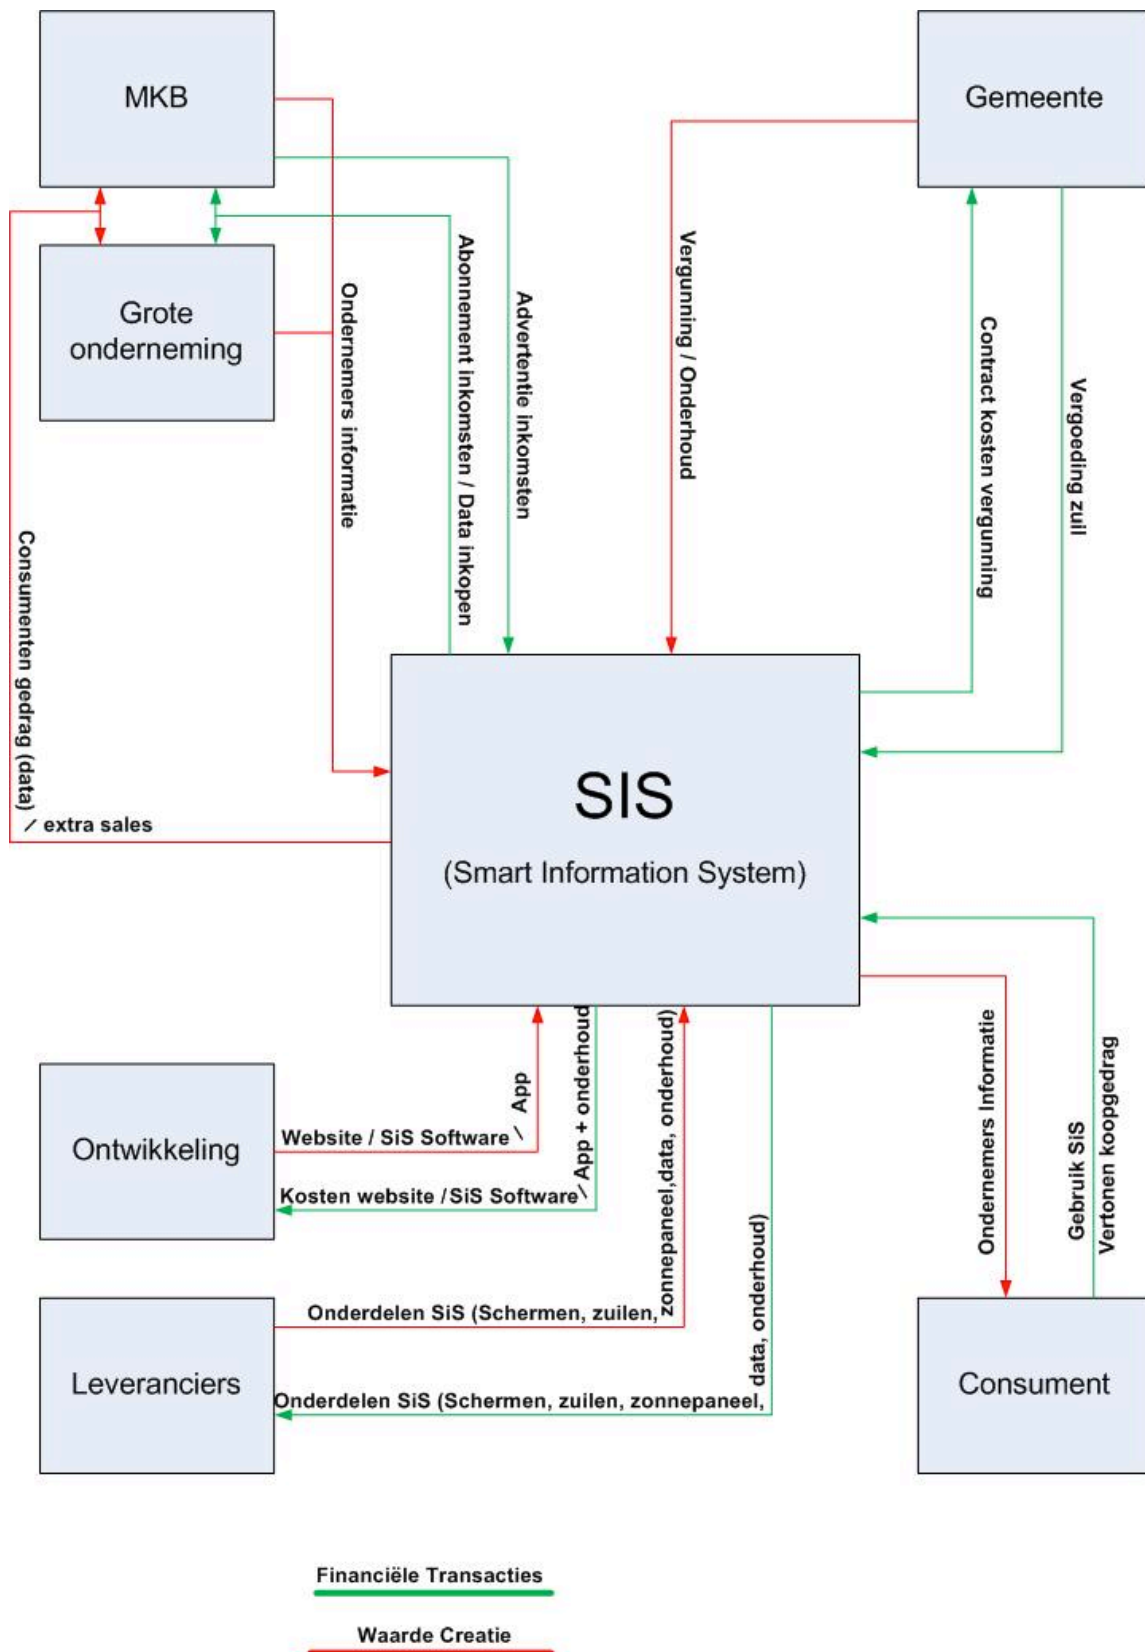 MKB
Gemeente
Grote
onderneming
Ondernemers informatie
Abonnement inkomsten / Data inkopen
Advertentie inkomsten
Vergunning / Onderhoud
Contract kosten vergunning
Vergoeding zuil
Consumenten gedrag (data)
/ extra sales
SIS
(Smart Information System)
Ontwikkeling
Website / SiS Software / App
Kosten website / SiS Software / App + onderhoud
Leveranciers
Onderdelen SiS (Schermen, zuilen, zonnepaneel,data, onderhoud)
Onderdelen SiS (Schermen, zuilen, zonnepaneel, data, onderhoud)
Ondernemers Informatie
Gebruik SiS
Vertonen koopgedrag
Consument
Financiële Transacties
Waarde Creatie